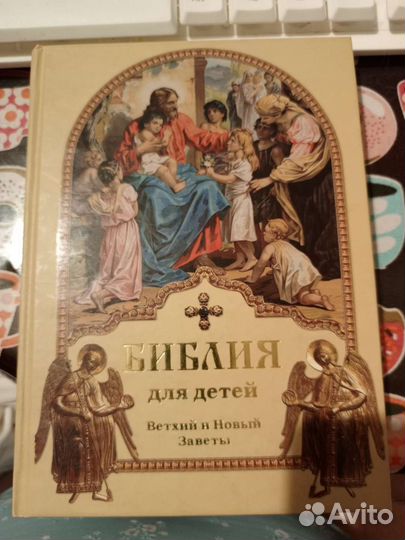 БИБЛИЯ
для детей
Ветхий и Новый
Заветы
Avito